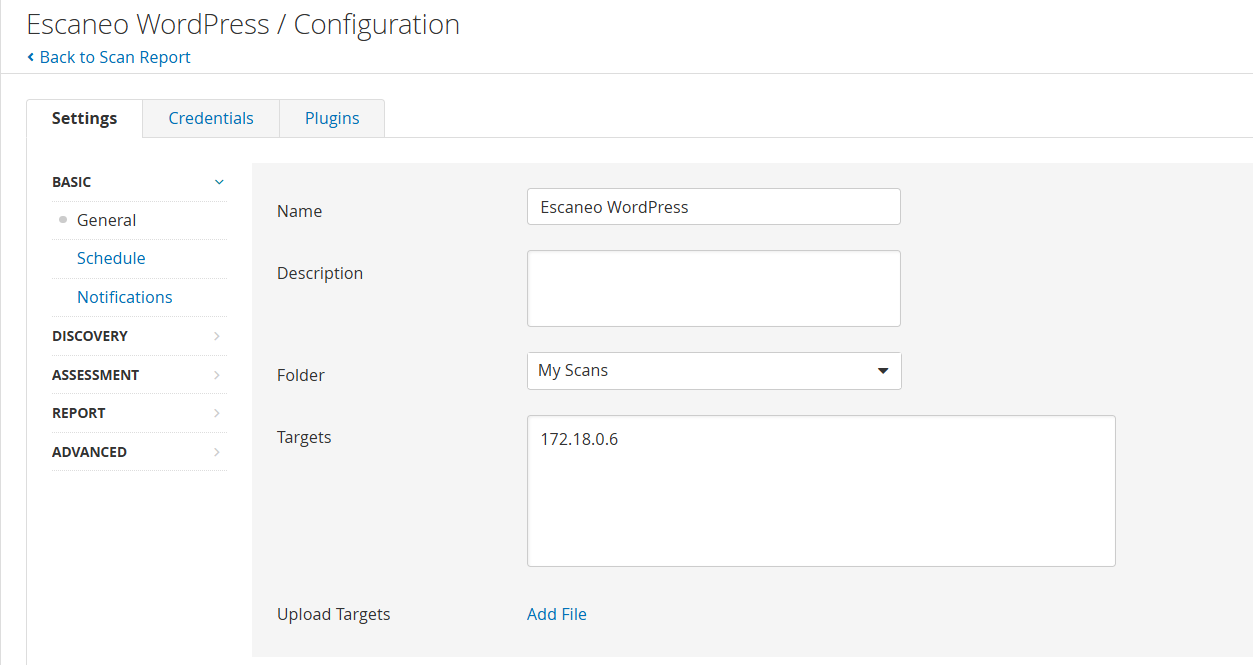 Escaneo WordPress / Configuration
Back to Scan Report
Settings Credentials Plugins
BASIC
General
Schedule
Notifications
DISCOVERY
ASSESSMENT
REPORT
ADVANCED
Name Escaneo WordPress
Description
Folder My Scans
Targets 172.18.0.6
Upload Targets Add File